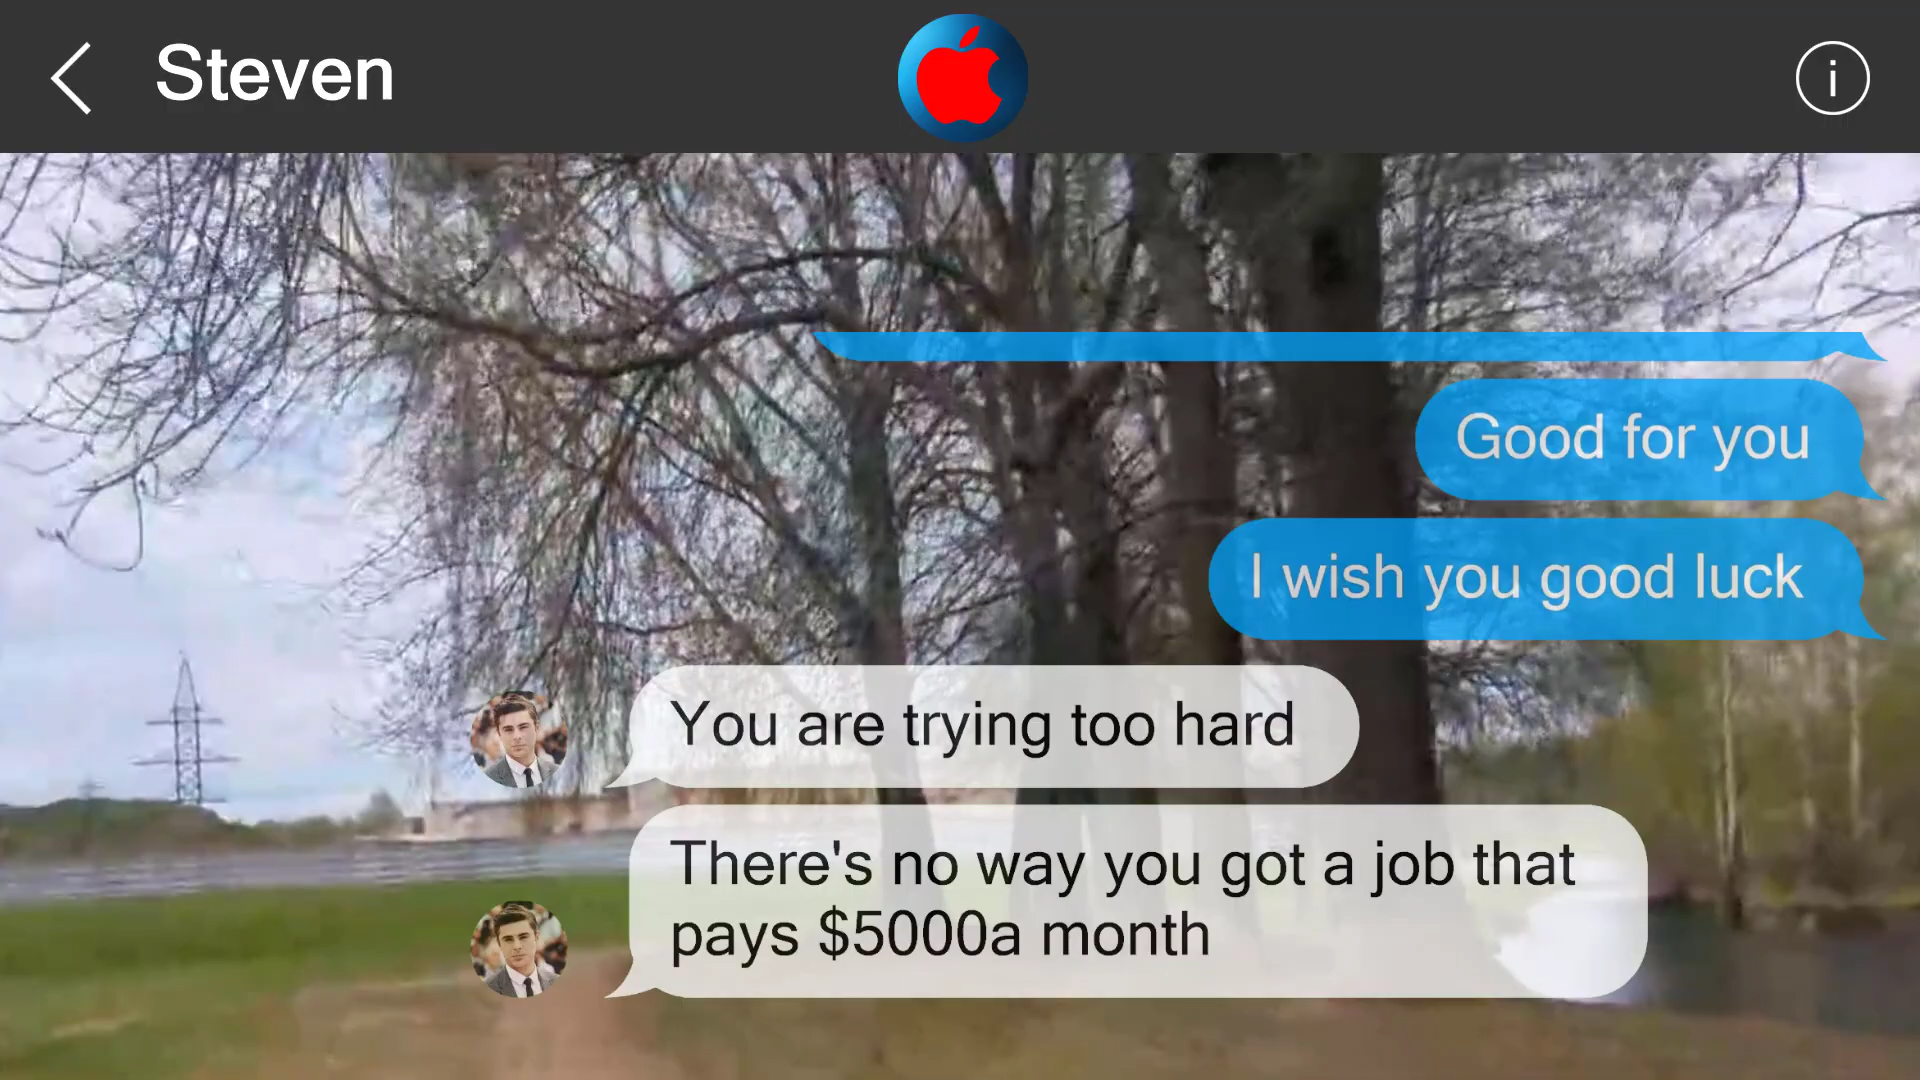 Steven
i
Good for you
I wish you good luck
You are trying too hard
There's no way you got a job that
pays $5000a month